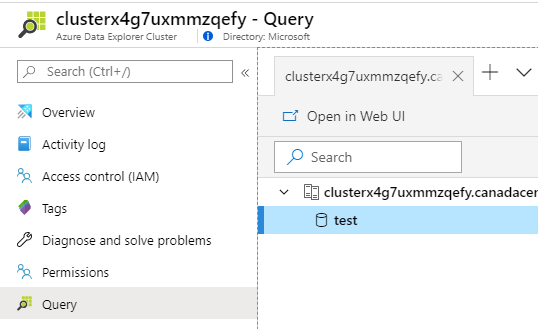 clusterx4g7uxmmzqefy - Query
Azure Data Explorer Cluster
Directory: Microsoft
Search (Ctrl+/)
«
Overview
Activity log
Access control (IAM)
Tags
Diagnose and solve problems
Permissions
Query
clusterx4g7uxmmzqefy.ca
Open in Web UI
Search
clusterx4g7uxmmzqefy.canadacen
test